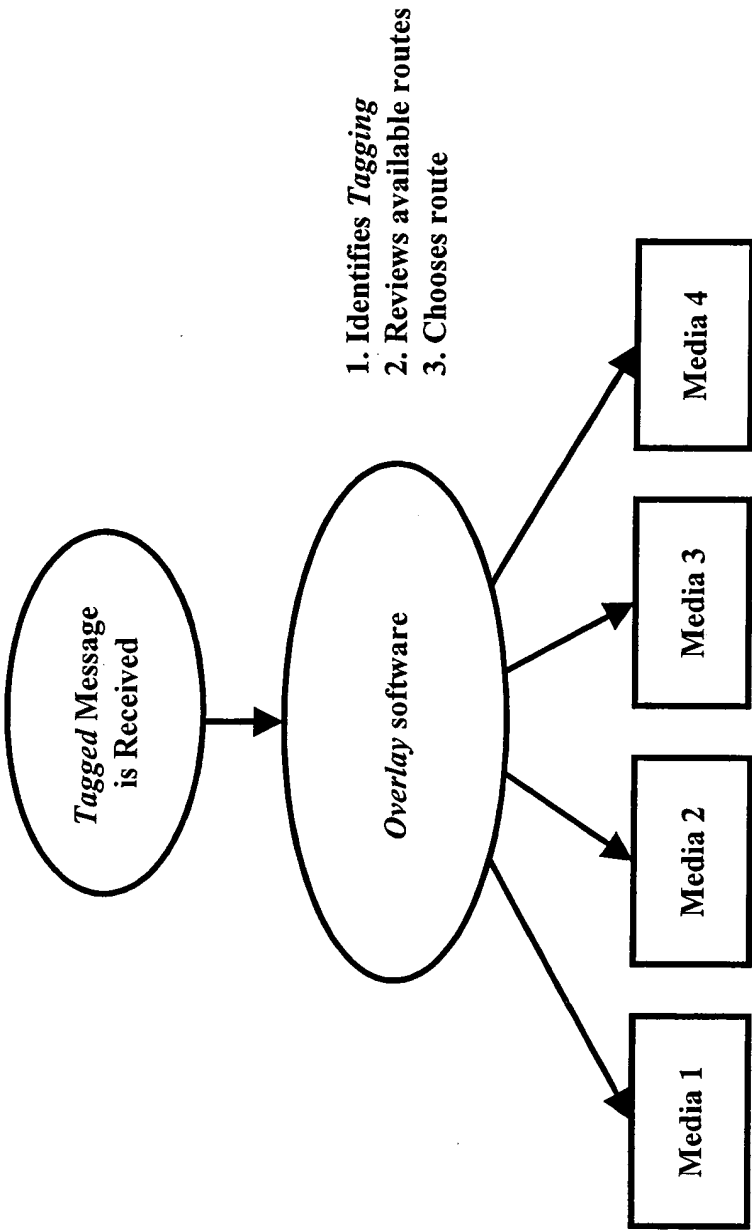 Tagged Message
is Received
Overlay software
1. Identifies Tagging
2. Reviews available routes
3. Chooses route
Media 1
Media 2
Media 3
Media 4